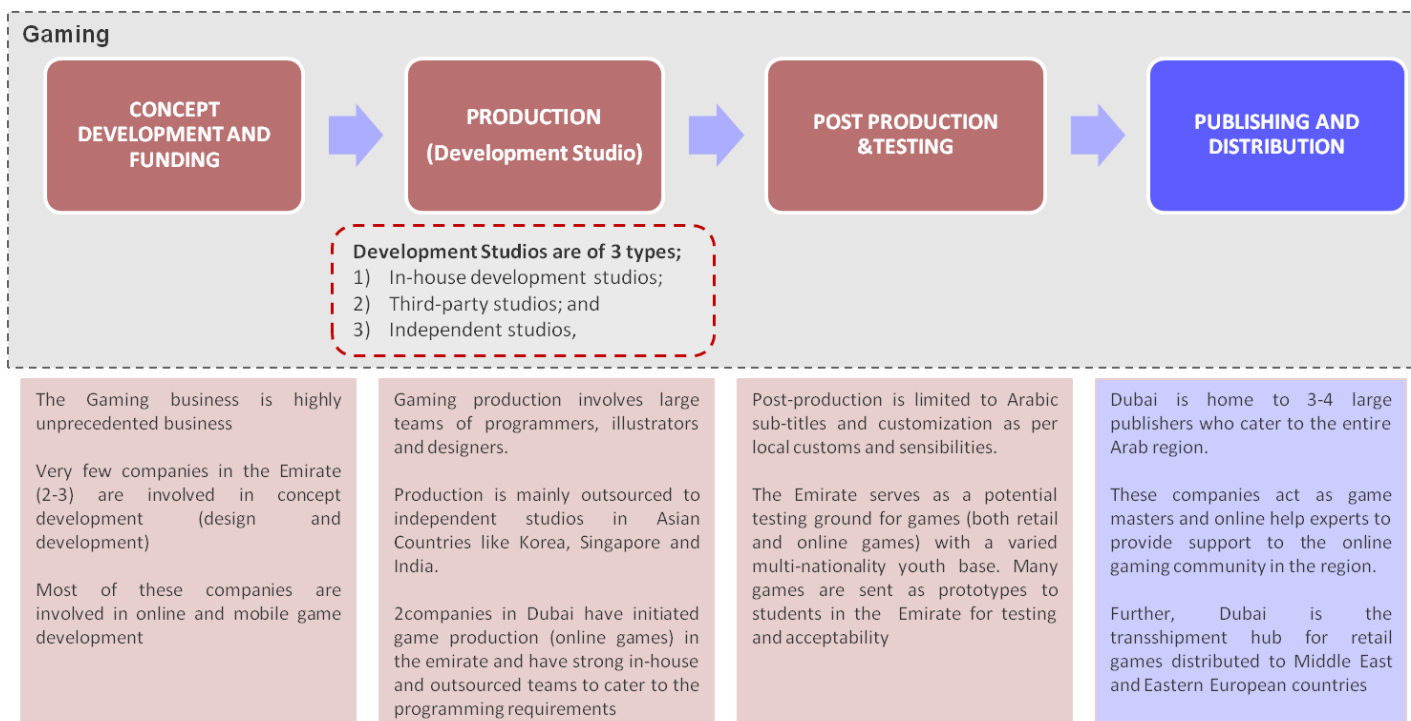 Gaming
CONCEPT
DEVELOPMENT AND
FUNDING
PRODUCTION
(Development Studio)
POST PRODUCTION
&TESTING
PUBLISHING AND
DISTRIBUTION
Development Studios are of 3 types;
1) In-house development studios;
2) Third-party studios; and
3) Independent studios,
The Gaming business is highly
unprecedented business
Very few companies in the Emirate
(2-3) are involved in concept
development (design and
development)
Most of these companies are
involved in online and mobile game
development
Gaming production involves large
teams of programmers, illustrators
and designers.
Production is mainly outsourced to
independent studios in Asian
Countries like Korea, Singapore and
India.
2companies in Dubai have initiated
game production (online games) in
the emirate and have strong in-house
and outsourced teams to cater to the
programming requirements
Post-production is limited to Arabic
sub-titles and customization as per
local customs and sensibilities.
The Emirate serves as a potential
testing ground for games (both retail
and online games) with a varied
multi-nationality youth base. Many
games are sent as prototypes to
students in the Emirate for testing
and acceptability
Dubai is home to 3-4 large
publishers who cater to the entire
Arab region.
These companies act as game
masters and online help experts to
provide support to the online
gaming community in the region.
Further, Dubai is the
transshipment hub for retail
games distributed to Middle East
and Eastern European countries